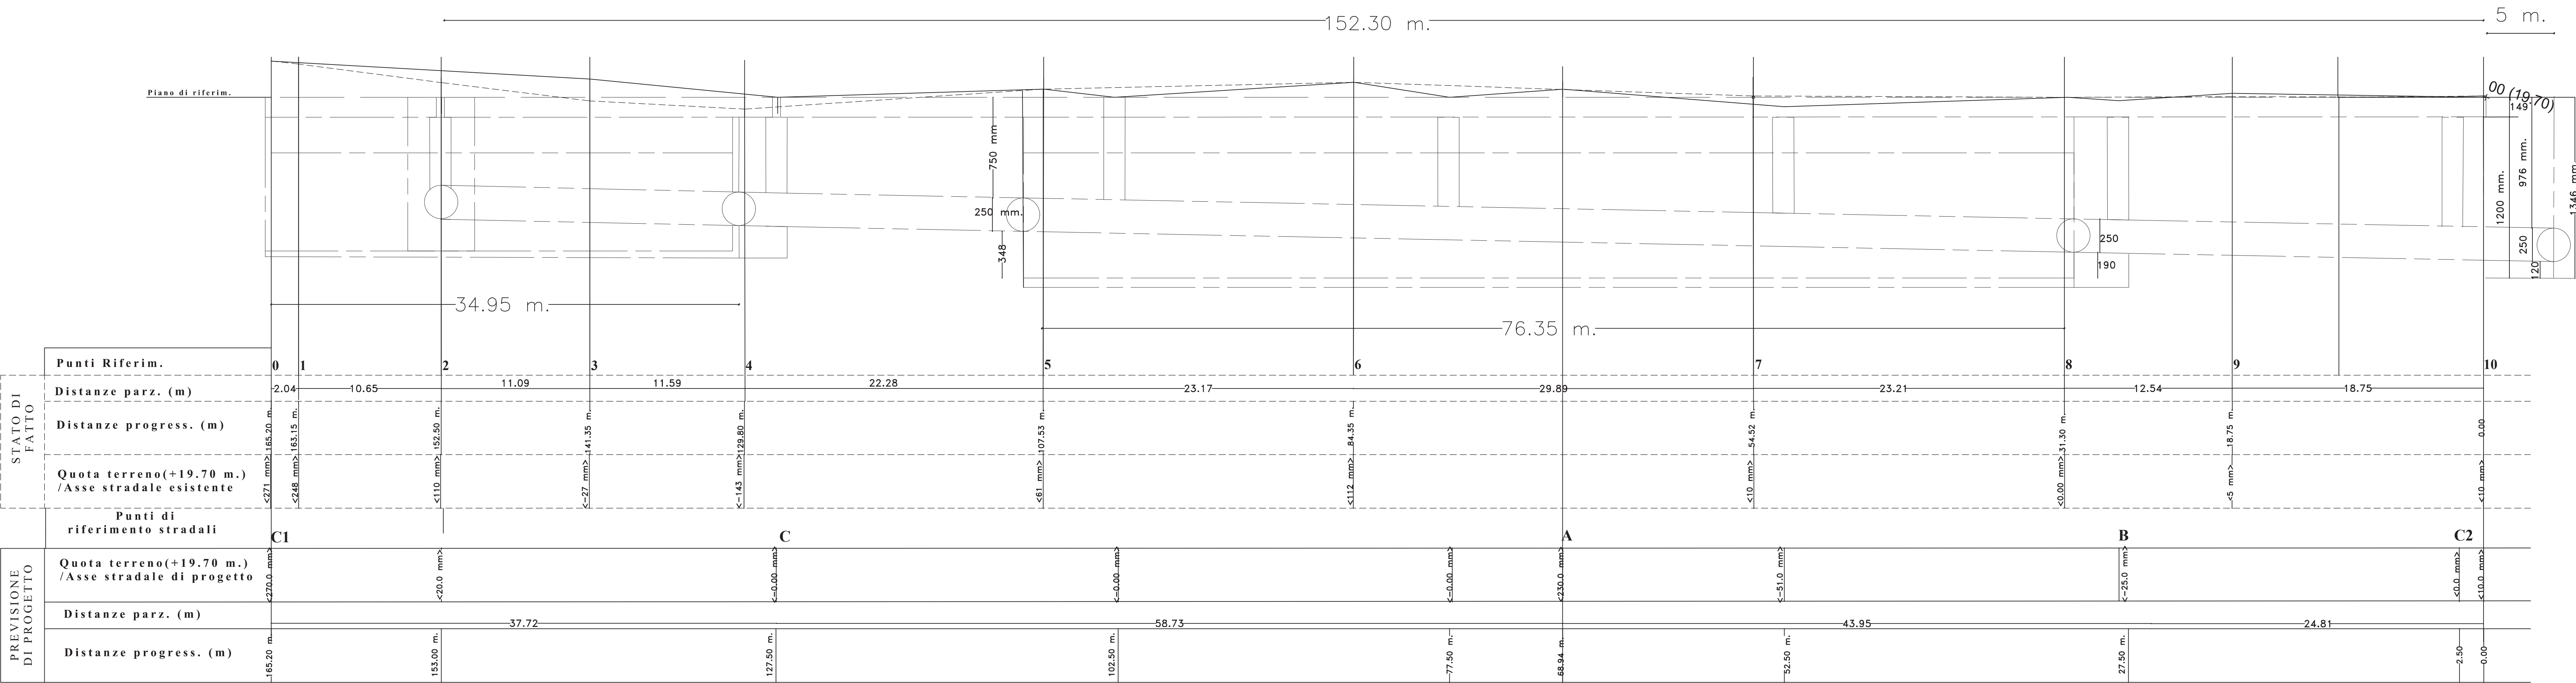 152.30 m.
5 m.
Piano di riferim.
00 (19.70)
149
750 mm
250 mm.
348
250
190
1200 mm.
976 mm.
250
120
1346 mm
34.95 m.
76.35 m.
Punti Riferim.
0 1 2 3 4 5 6 7 8 9 10
STATO DI
FATTO
Distanze parz. (m)
2.04 10.65 11.09 11.59 22.28 23.17 29.89 23.21 12.54 18.75
Distanze progress. (m)
165.20 m. 163.15 m. 152.50 m. 141.35 m. 129.80 m. 107.53 m. 84.35 m. 54.52 m. 31.30 m. 18.75 m. 0.00
Quota terreno(+19.70 m.)
/Asse stradale esistente
<271 mm> <248 mm> <110 mm> <-27 mm> <-143 mm> <61 mm> <112 mm> <10 mm> <0.00 mm> <5 mm> <10 mm>
Punti di
riferimento stradali
C1 C A B C2
PREVISIONE
DI PROGETTO
Quota terreno(+19.70 m.)
/Asse stradale di progetto
<270.0 mm> <20.0 mm> <-0.00 mm> <-0.00 mm> <-0.00 mm> <230.0 mm> <-51.0 mm> <-25.0 mm> <0.0 mm> <10.0 mm>
Distanze parz. (m)
37.72 58.73 43.95 24.81
Distanze progress. (m)
165.20 m. 153.00 m. 127.50 m. 102.50 m. 77.50 m. 68.94 m. 52.50 m. 27.50 m. 2.50 0.00